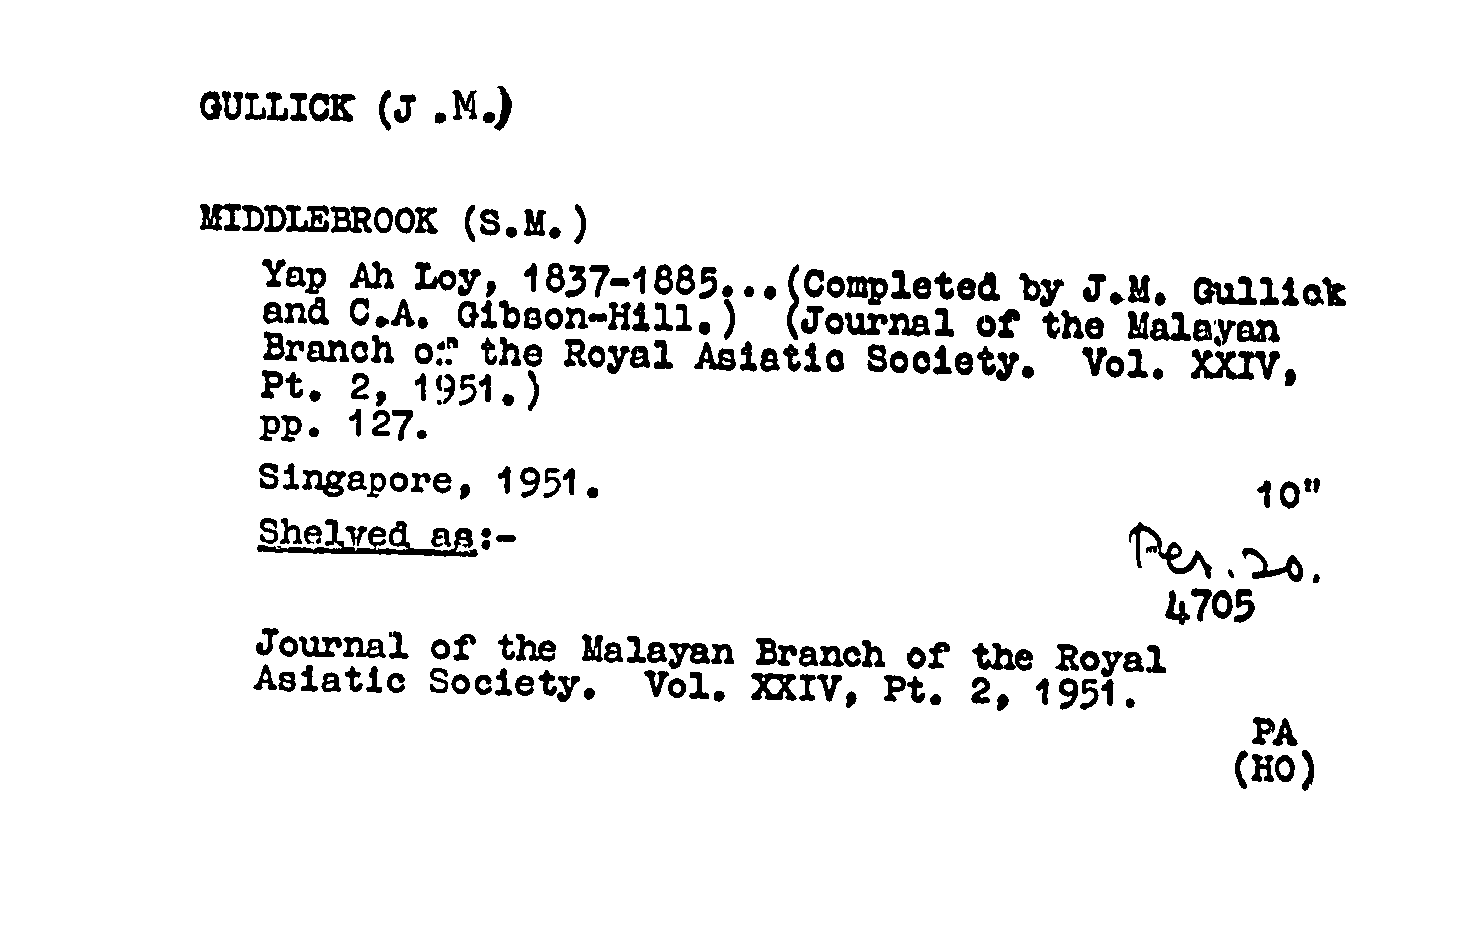 GULLICK (J .M.)
MIDDLEBROOK (S.M.)
Yap Ah Loy, 1837-1885...(Completed by J.M. Gullick
and C.A. Gibson-Hill.) (Journal of the Malayan
Branch of the Royal Asiatic Society. Vol. XXIV,
Pt. 2, 1951.)
pp. 127.
Singapore, 1951.
10"
Shelved as:-
Per. 20.
4705
Journal of the Malayan Branch of the Royal
Asiatic Society. Vol. XXIV, Pt. 2, 1951.
PA
(HO)